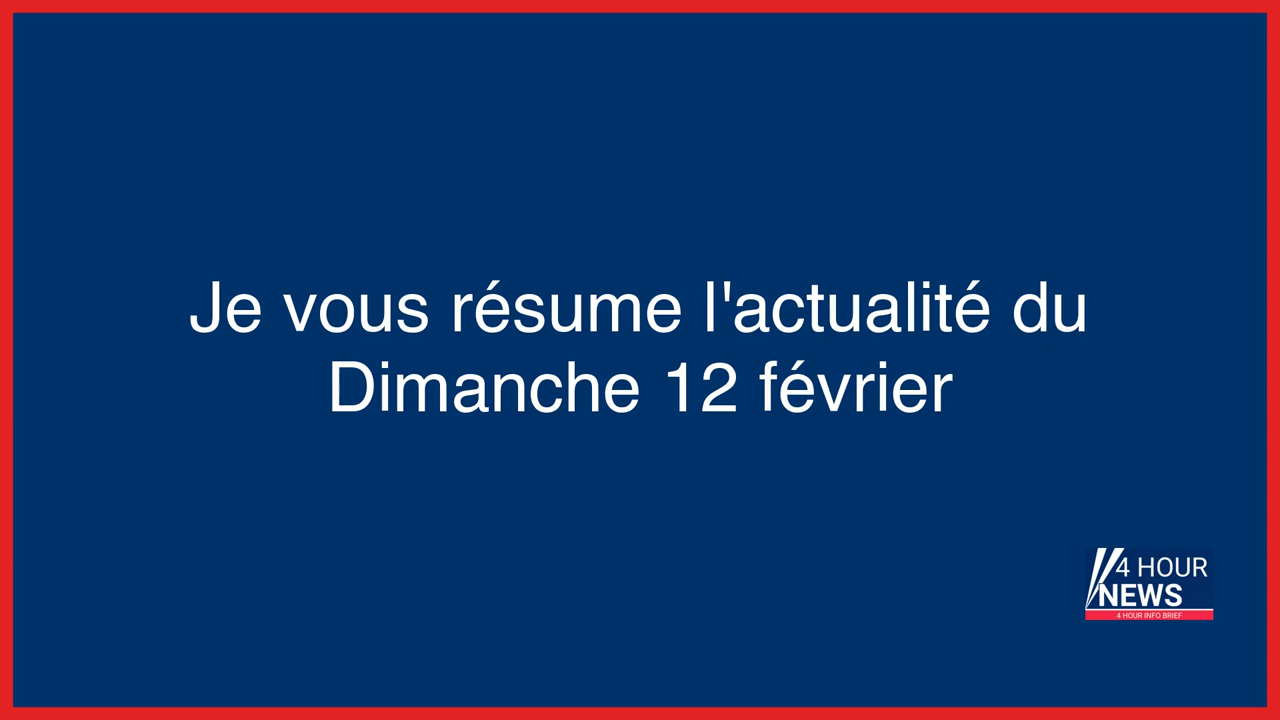 Je vous résume l'actualité du
Dimanche 12 février
4 HOUR
NEWS
4 HOUR INFO BRIEF